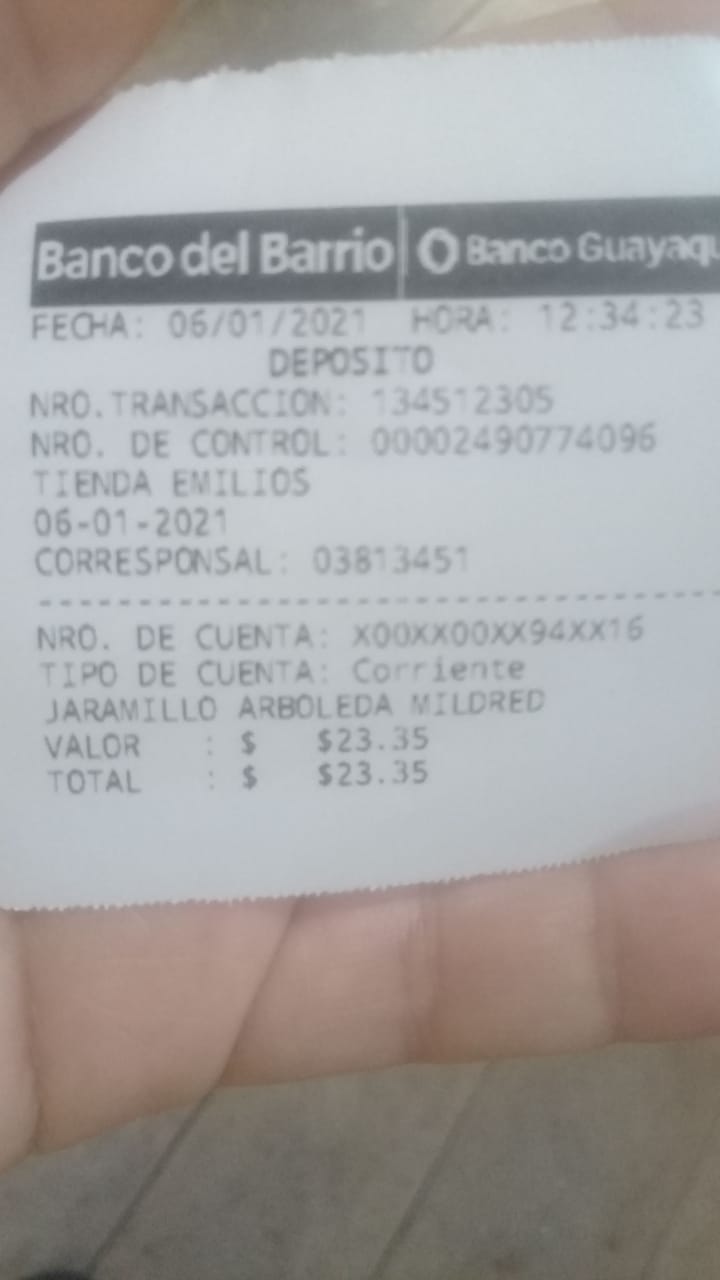 Banco del Barrio | Banco Guayaqu
FECHA: 06/01/2021 HORA: 12:34:23
DEPOSITO
NRO.TRANSACCION: 134512305
NRO. DE CONTROL: 00002490774096
TIENDA EMILIOS
06-01-2021
CORRESPONSAL: 03813451
NRO. DE CUENTA: X00XX00XX94XX16
TIPO DE CUENTA: Corriente
JARAMILLO ARBOLEDA MILDRED
VALOR : $ $23.35
TOTAL : $ $23.35